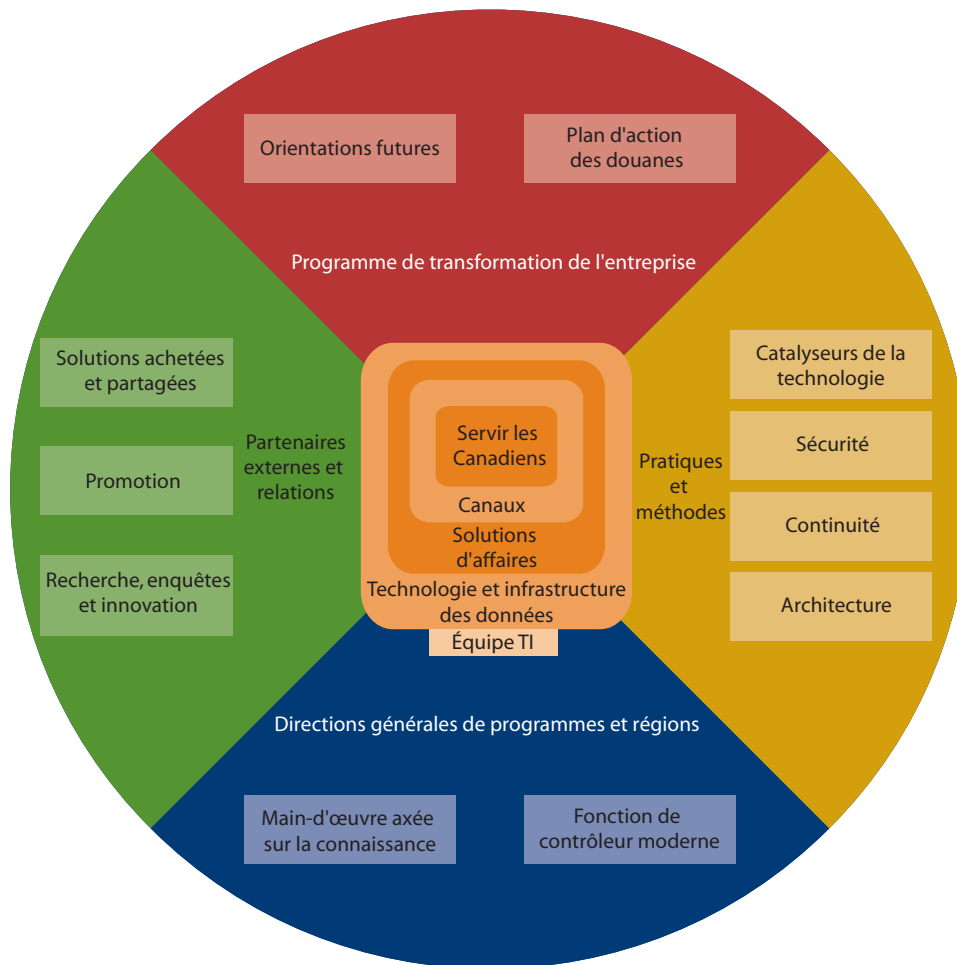 Orientations futures
Plan d'action
des douanes
Programme de transformation de l'entreprise
Solutions achetées
et partagées
Promotion
Recherche, enquêtes
et innovation
Partenaires
externes et
relations
Servir les
Canadiens
Canaux
Solutions
d'affaires
Technologie et infrastructure
des données
Équipe TI
Pratiques
et
méthodes
Catalyseurs de la
technologie
Sécurité
Continuité
Architecture
Directions générales de programmes et régions
Main-d'œuvre axée
sur la connaissance
Fonction de
contrôleur moderne